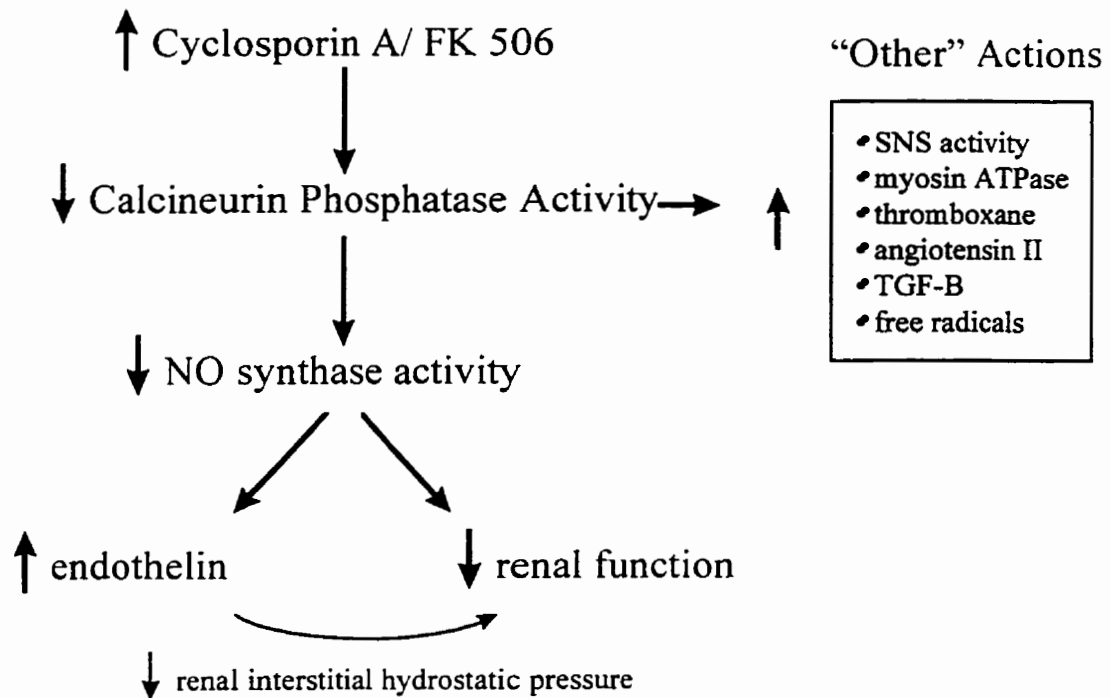 Cyclosporin A/ FK 506
"Other" Actions
SNS activity
myosin ATPase
thromboxane
angiotensin II
TGF-B
free radicals
Calcineurin Phosphatase Activity
NO synthase activity
endothelin
renal function
renal interstitial hydrostatic pressure